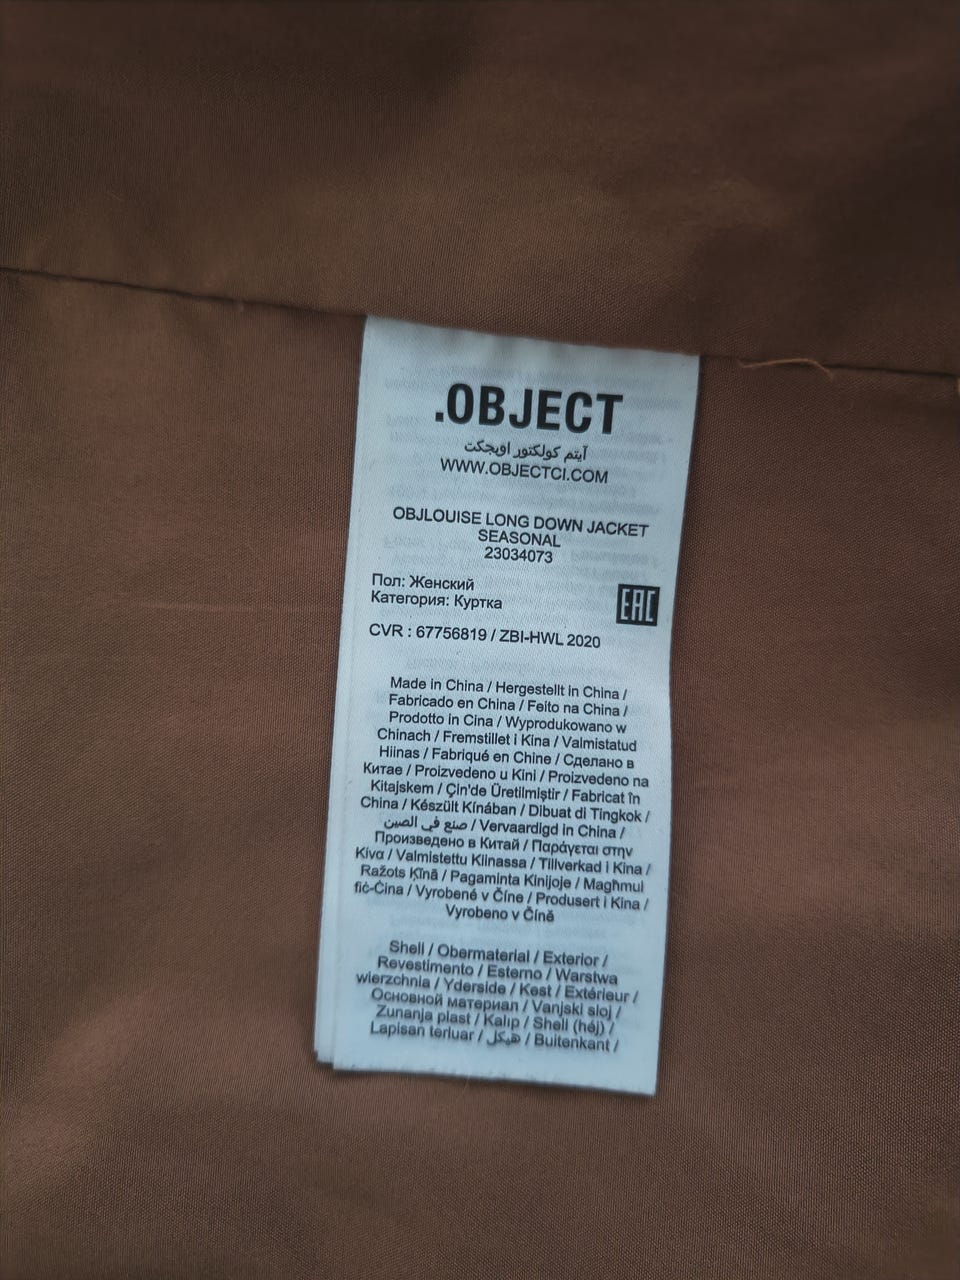 .OBJECT
آیتم کولکتور اوبجکت
WWW.OBJECTCI.COM
OBJLOUISE LONG DOWN JACKET
SEASONAL
23034073
Пол: Женский
Категория: Куртка
EAC
CVR : 67756819 / ZBI-HWL 2020
Made in China / Hergestellt in China /
Fabricado en China / Feito na China /
Prodotto in Cina / Wyprodukowano w
Chinach / Fremstillet i Kina / Valmistatud
Hiinas / Fabriqué en Chine / Сделано в
Китае / Proizvedeno u Kini / Proizvedeno na
Kitajskem / Çin'de Üretilmiştir / Fabricat în
China / Készült Kínában / Dibuat di Tingkok /
صنع في الصين / Vervaardigd in China /
Произведено в Китай / Παράγεται στην
Κίνα / Valmistettu Kiinassa / Tillverkad i Kina /
Ražots Ķīnā / Pagaminta Kinijoje / Magħmul
fiċ-Ċina / Vyrobené v Číne / Produsert i Kina /
Vyrobeno v Číně
Shell / Obermaterial / Exterior /
Revestimento / Esterno / Warstwa
wierzchnia / Yderside / Kest / Extérieur /
Основной материал / Vanjski sloj /
Zunanja plast / Kalıp / Shell (héj) /
Lapisan terluar / هيكل / Buitenkant /